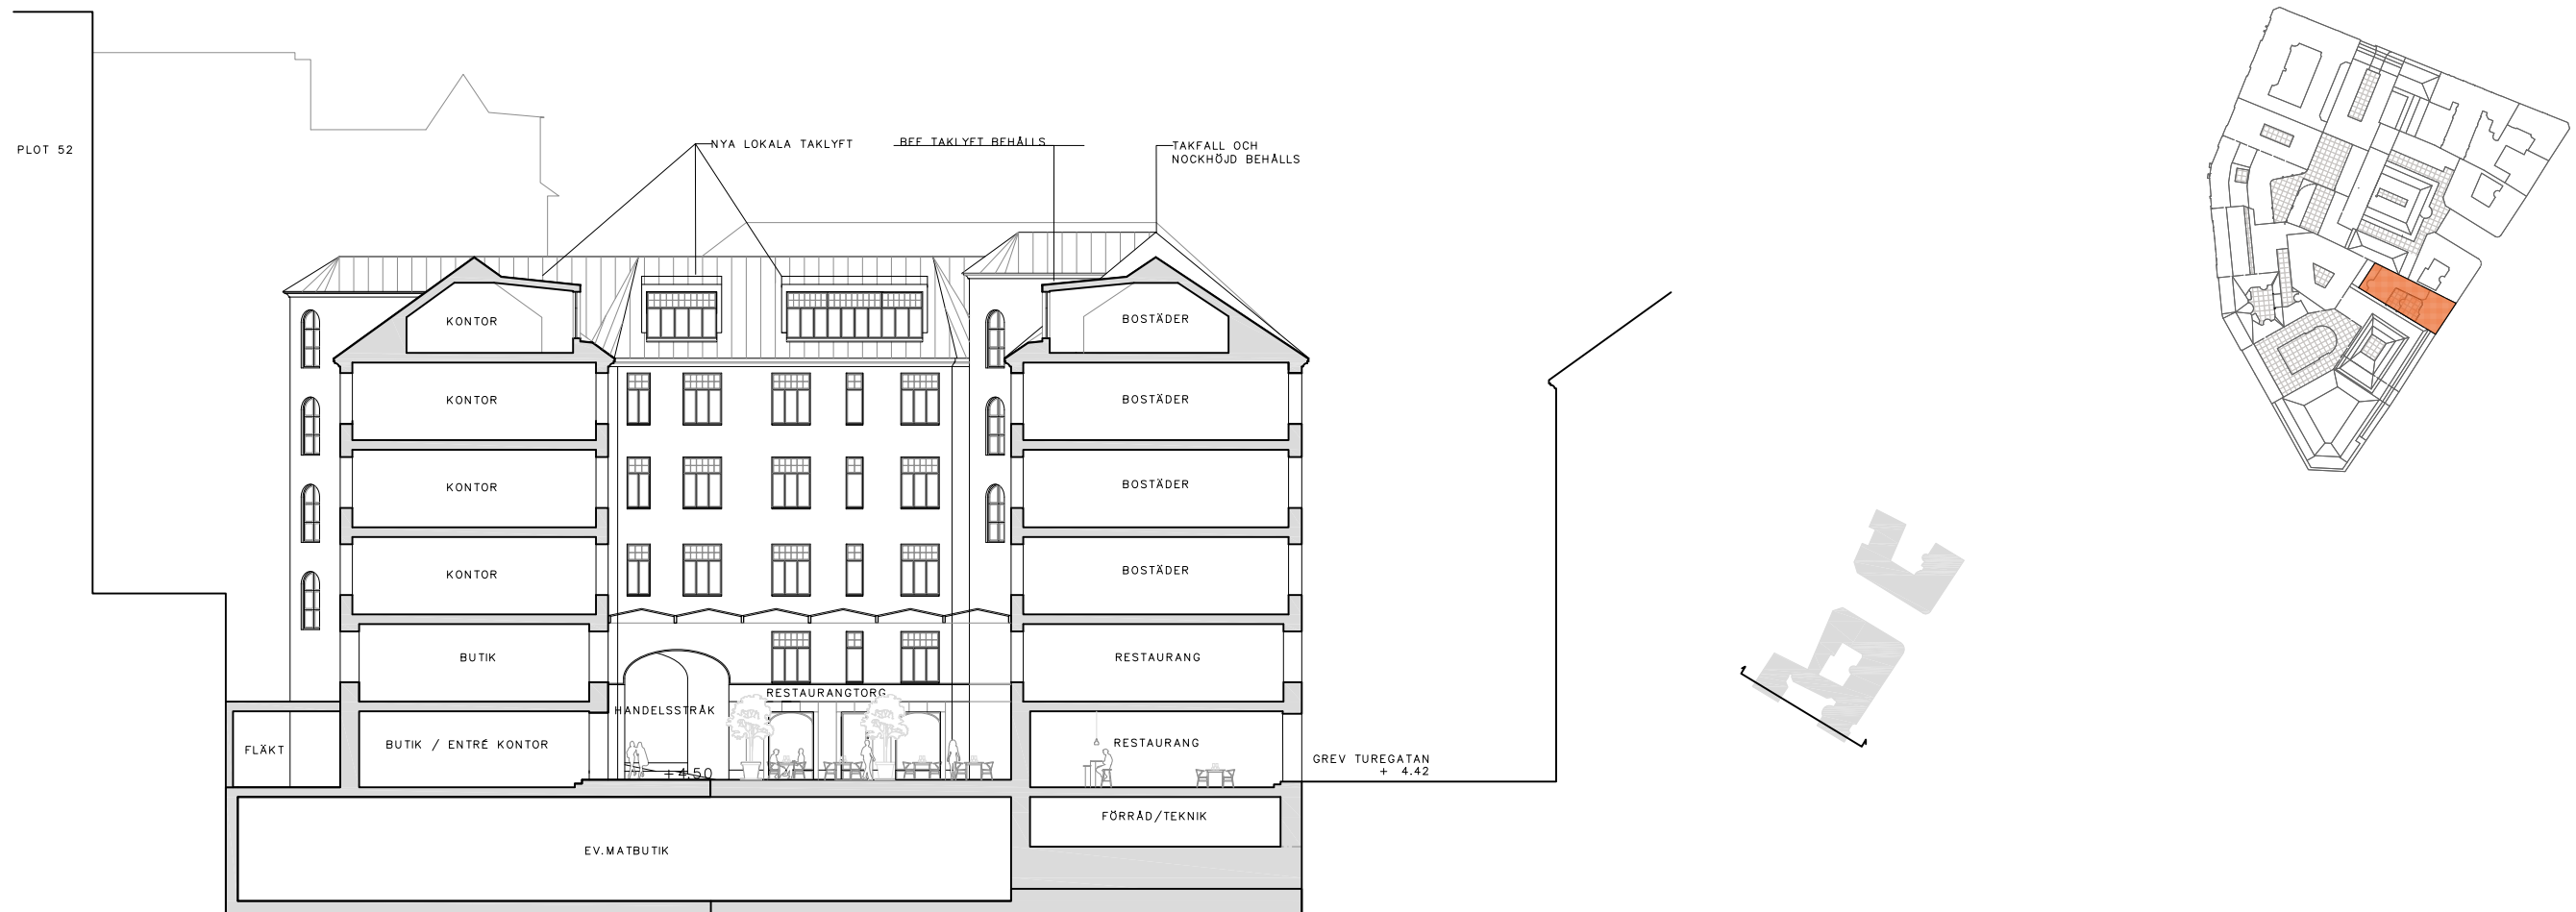 PLOT 52
NYA LOKALA TAKLYFT
BEF TAKLYFT BEHÅLLS
TAKFALL OCH
NOCKHÖJD BEHÅLLS
KONTOR
BOSTÄDER
KONTOR
BOSTÄDER
KONTOR
BOSTÄDER
KONTOR
BOSTÄDER
BUTIK
RESTAURANG
RESTAURANGTORG
HANDELSSTRÅK
FLÄKT
BUTIK / ENTRÉ KONTOR
RESTAURANG
+4.50
GREV TUREGATAN
+ 4.42
FÖRRÅD/TEKNIK
EV.MATBUTIK